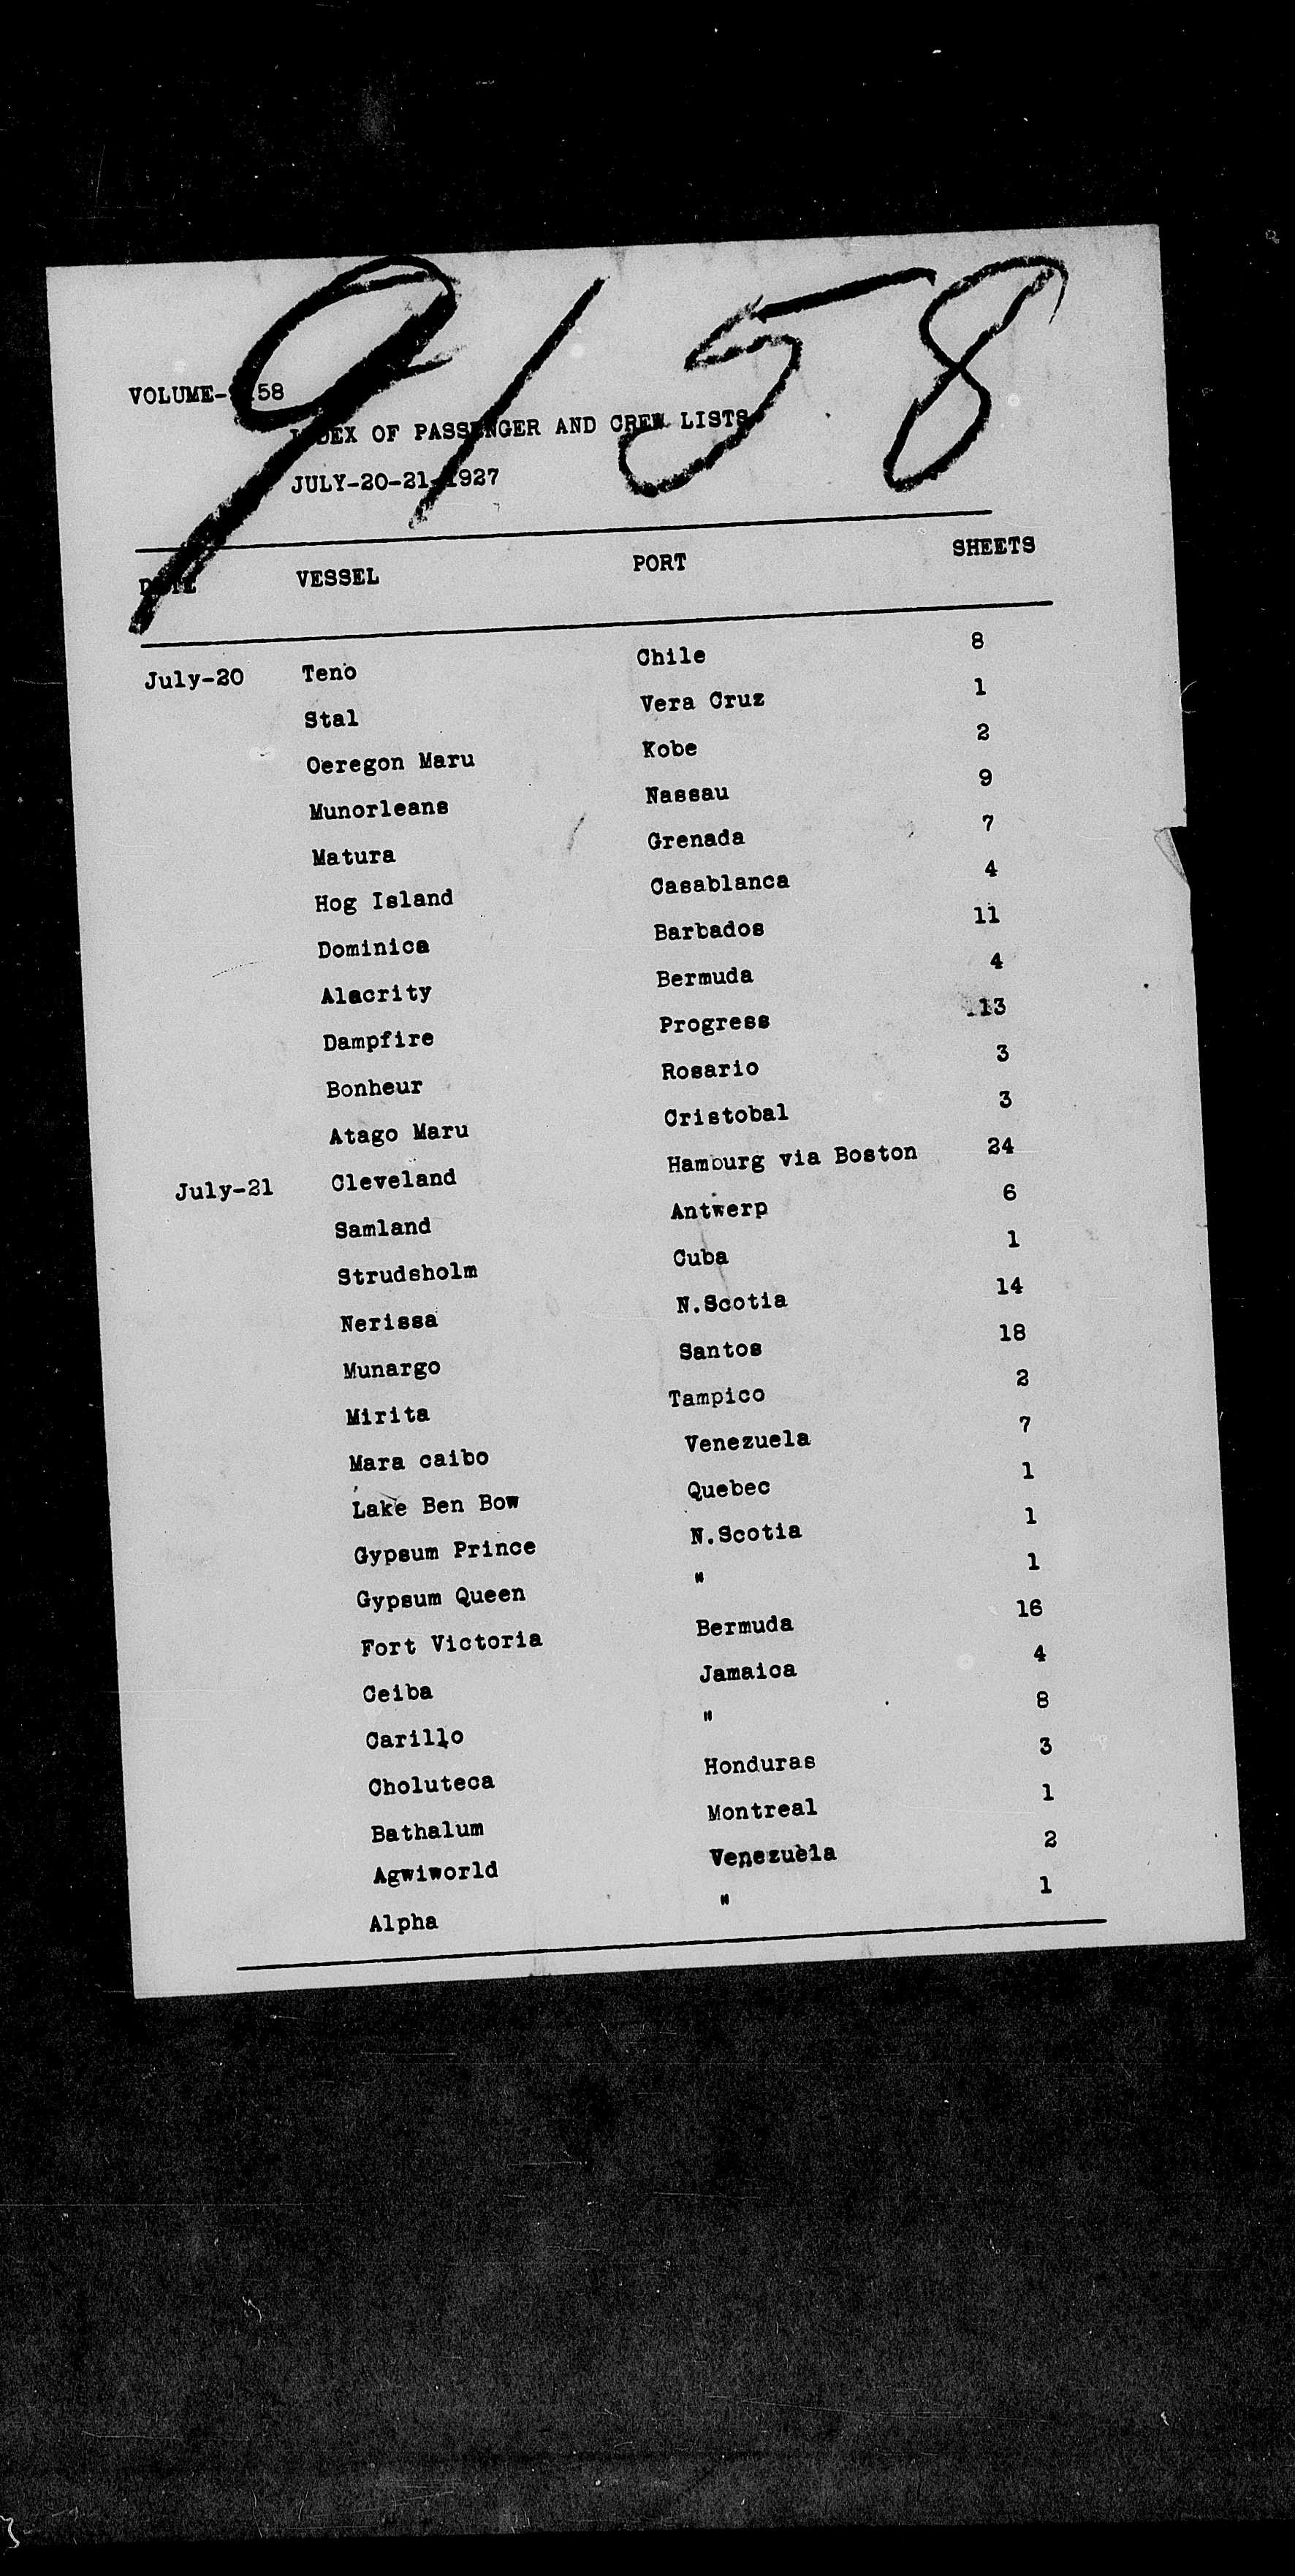 9158
VOLUME-9158
INDEX OF PASSENGER AND CREW LISTS
JULY-20-21-1927
DATE VESSEL PORT SHEETS
July-20 Teno Chile 8
Stal Vera Cruz 1
Oeregon Maru Kobe 2
Munorleans Nassau 9
Matura Grenada 7
Hog Island Casablanca 4
Dominica Barbados 11
Alacrity Bermuda 4
Dampfire Progress 13
Bonheur Rosario 3
Atago Maru Cristobal 3
July-21 Cleveland Hamburg via Boston 24
Samland Antwerp 6
Strudsholm Cuba 1
Nerissa N.Scotia 14
Munargo Santos 18
Mirita Tampico 2
Mara caibo Venezuela 7
Lake Ben Bow Quebec 1
Gypsum Prince N.Scotia 1
Gypsum Queen " 1
Fort Victoria Bermuda 16
Ceiba Jamaica 4
Carillo " 8
Choluteca Honduras 3
Bathalum Montreal 1
Agwiworld Venezuela 2
Alpha " 1